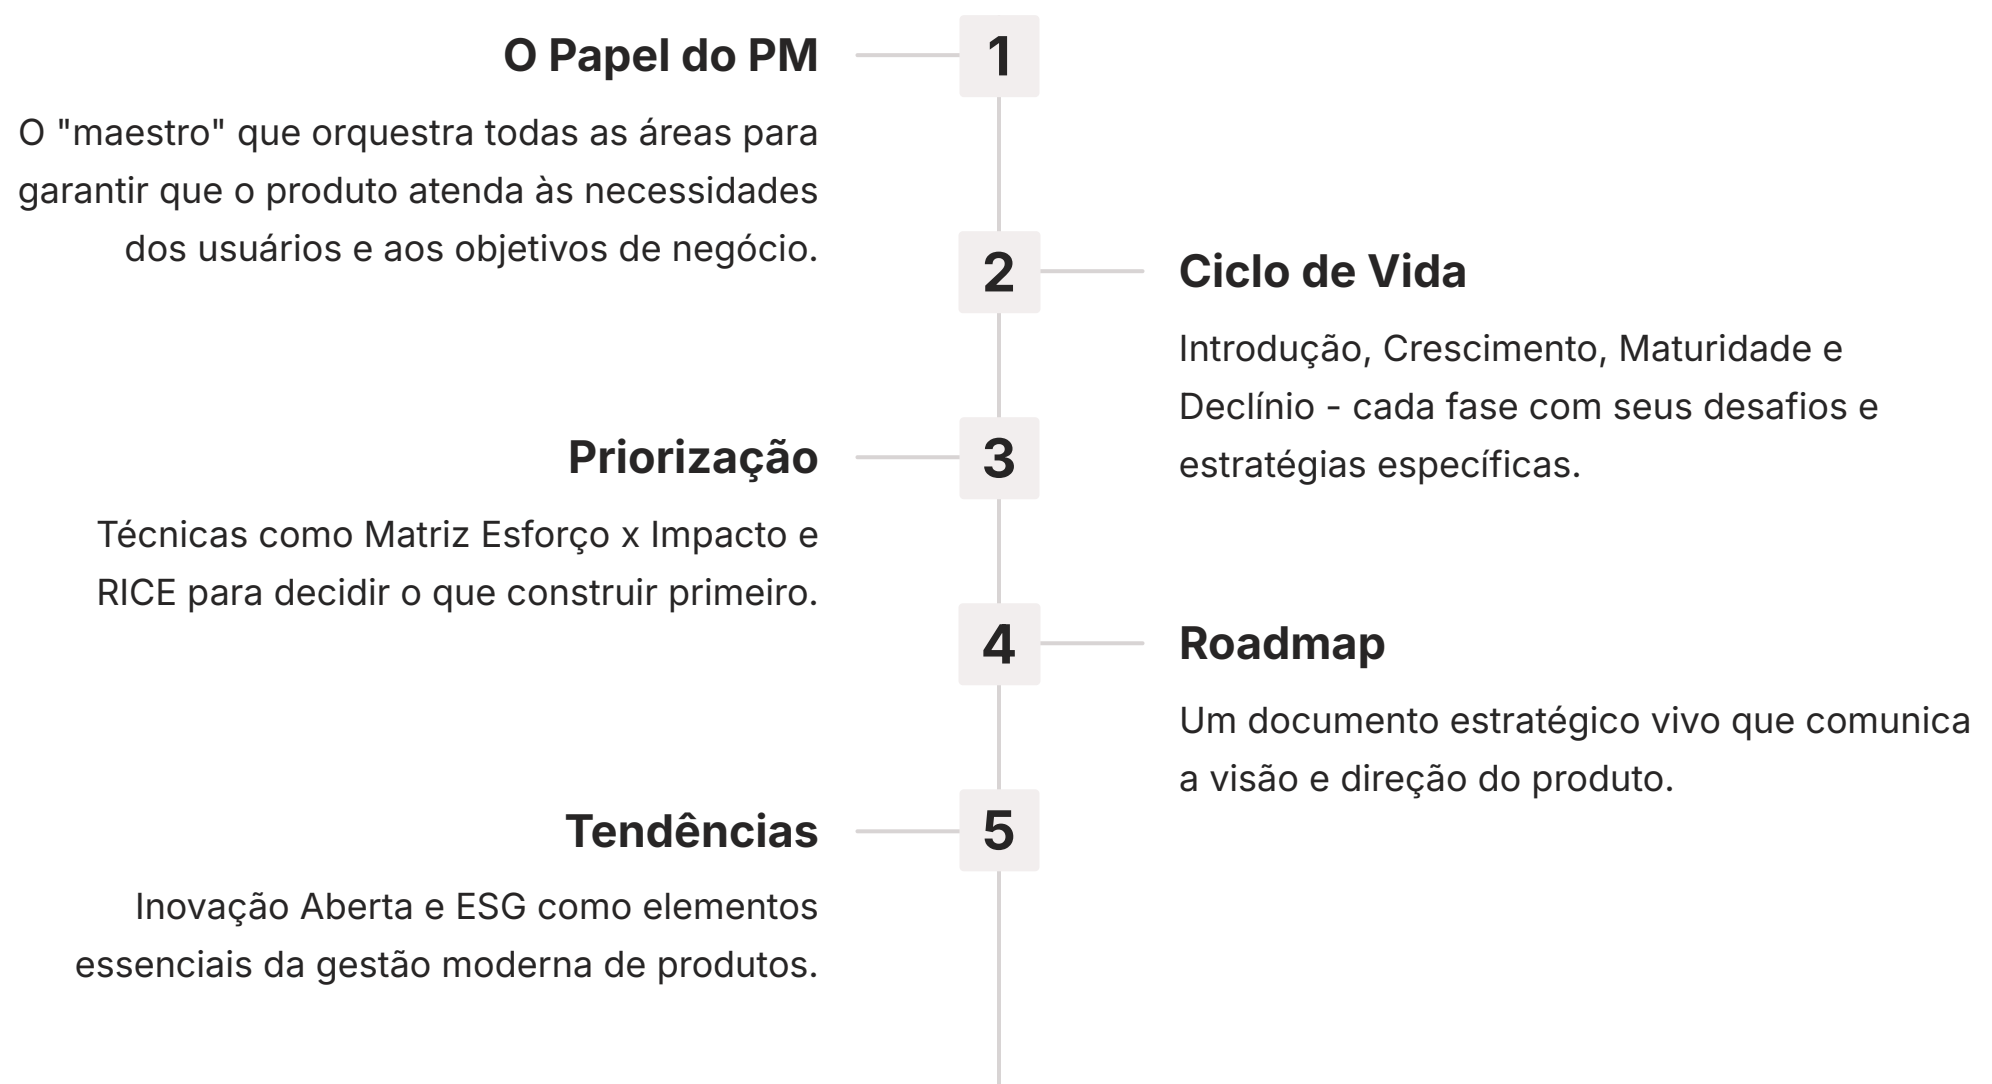 O Papel do PM
1
O "maestro" que orquestra todas as áreas para
garantir que o produto atenda às necessidades
dos usuários e aos objetivos de negócio.
2
Ciclo de Vida
Introdução, Crescimento, Maturidade e
Declínio - cada fase com seus desafios e
estratégias específicas.
Priorização
3
Técnicas como Matriz Esforço x Impacto e
RICE para decidir o que construir primeiro.
4
Roadmap
Um documento estratégico vivo que comunica
a visão e direção do produto.
Tendências
5
Inovação Aberta e ESG como elementos
essenciais da gestão moderna de produtos.